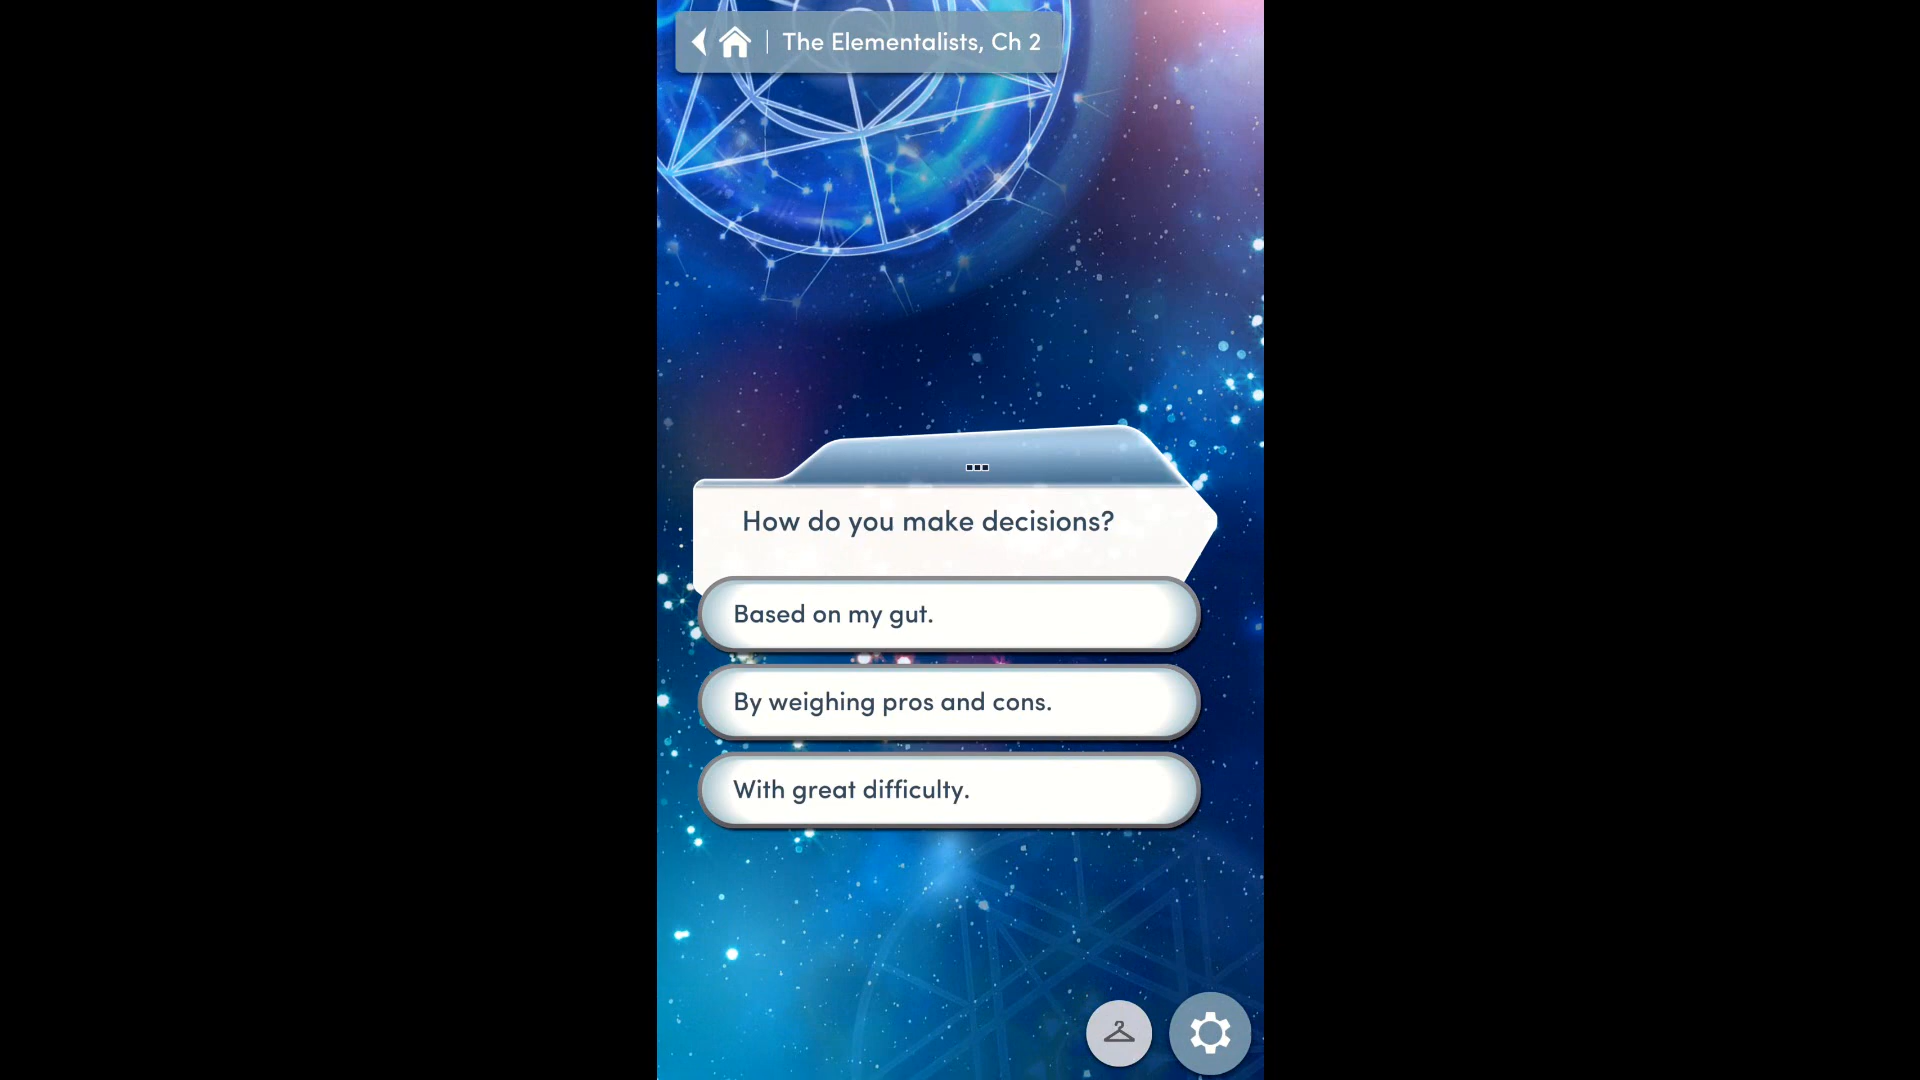 The Elementalists, Ch 2
...
How do you make decisions?
Based on my gut.
By weighing pros and cons.
With great difficulty.